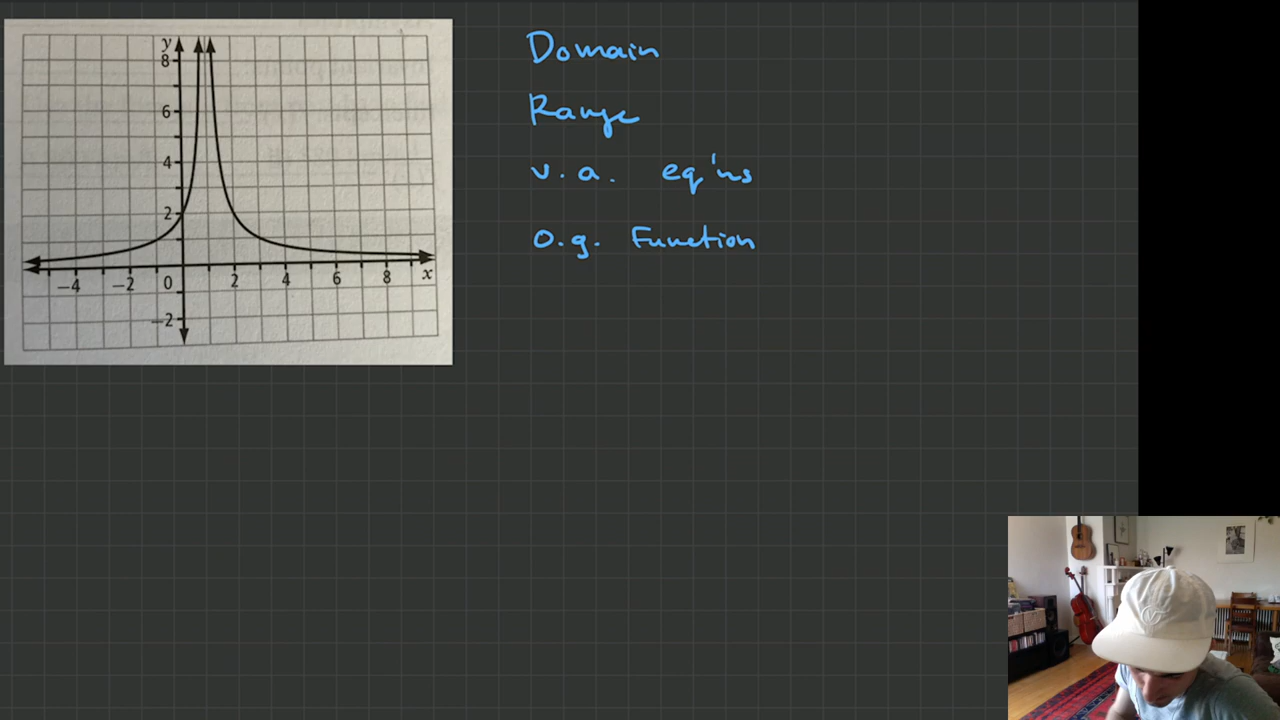 y
8
6
4
2
-4 -2 0 2 4 6 8 x
-2
Domain
Range
v.a. eq'ns
o.g. Function